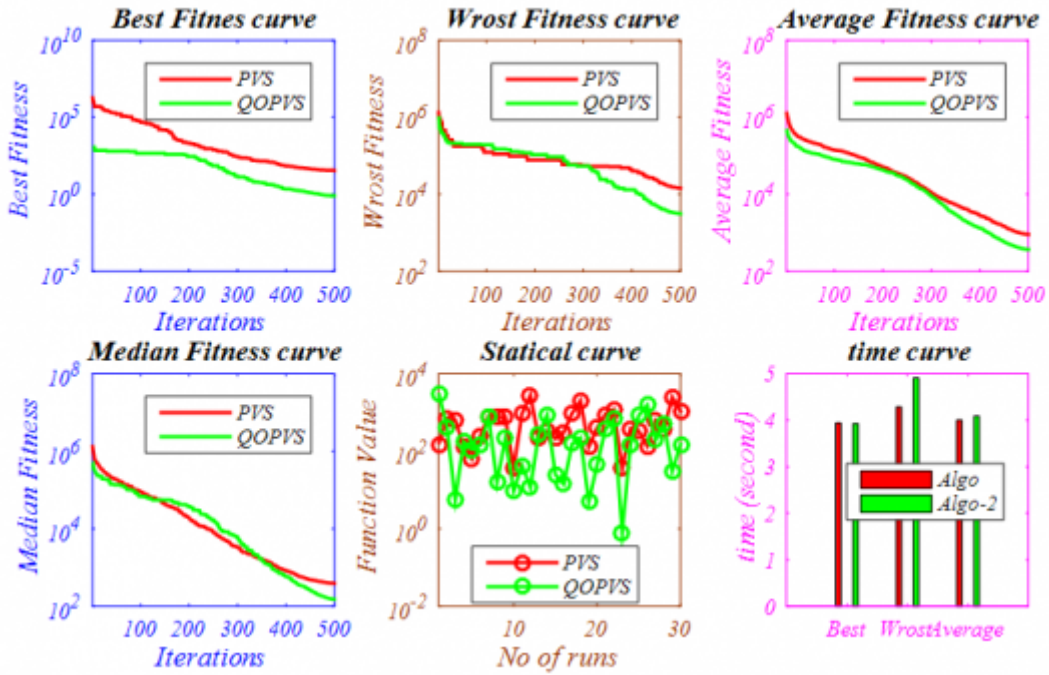 Best Fitnes curve
10^10
10^5
10^0
10^-5
Best Fitness
PVS
QOPVS
100 200 300 400 500
Iterations
Wrost Fitness curve
10^8
10^6
10^4
10^2
Wrost Fitness
PVS
QOPVS
100 200 300 400 500
Iterations
Average Fitness curve
10^8
10^6
10^4
10^2
Average Fitness
PVS
QOPVS
100 200 300 400 500
Iterations
Median Fitness curve
10^8
10^6
10^4
10^2
Median Fitness
PVS
QOPVS
100 200 300 400 500
Iterations
Statical curve
10^4
10^2
10^0
10^-2
Function Value
PVS
QOPVS
10 20 30
No of runs
time curve
5
4
3
2
1
0
time (second)
Algo
Algo-2
Best Wrost Average